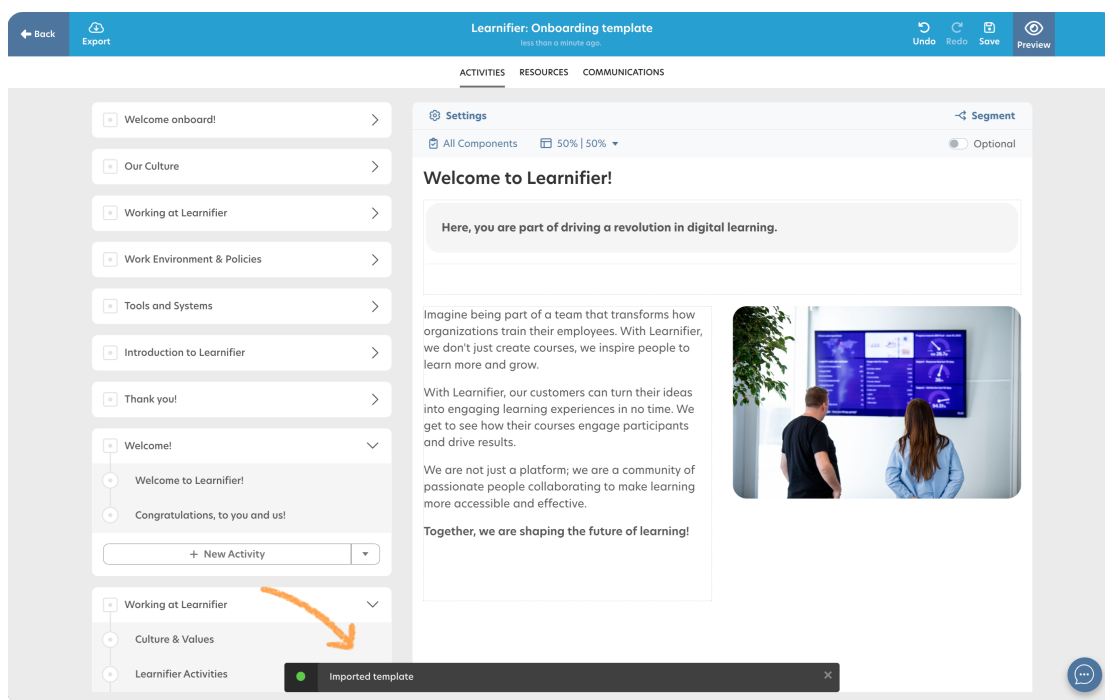 Back
Export
Learnifier: Onboarding template
less than a minute ago.
Undo
Redo
Save
Preview
ACTIVITIES
RESOURCES
COMMUNICATIONS
Welcome onboard!
Our Culture
Working at Learnifier
Work Environment & Policies
Tools and Systems
Introduction to Learnifier
Thank you!
Welcome!
Welcome to Learnifier!
Congratulations, to you and us!
+ New Activity
Working at Learnifier
Culture & Values
Learnifier Activities
Settings
Segment
All Components
50% | 50%
Optional
Welcome to Learnifier!
Here, you are part of driving a revolution in digital learning.
Imagine being part of a team that transforms how
organizations train their employees. With Learnifier,
we don't just create courses, we inspire people to
learn more and grow.
With Learnifier, our customers can turn their ideas
into engaging learning experiences in no time. We
get to see how their courses engage participants
and drive results.
We are not just a platform; we are a community of
passionate people collaborating to make learning
more accessible and effective.
Together, we are shaping the future of learning!
Imported template